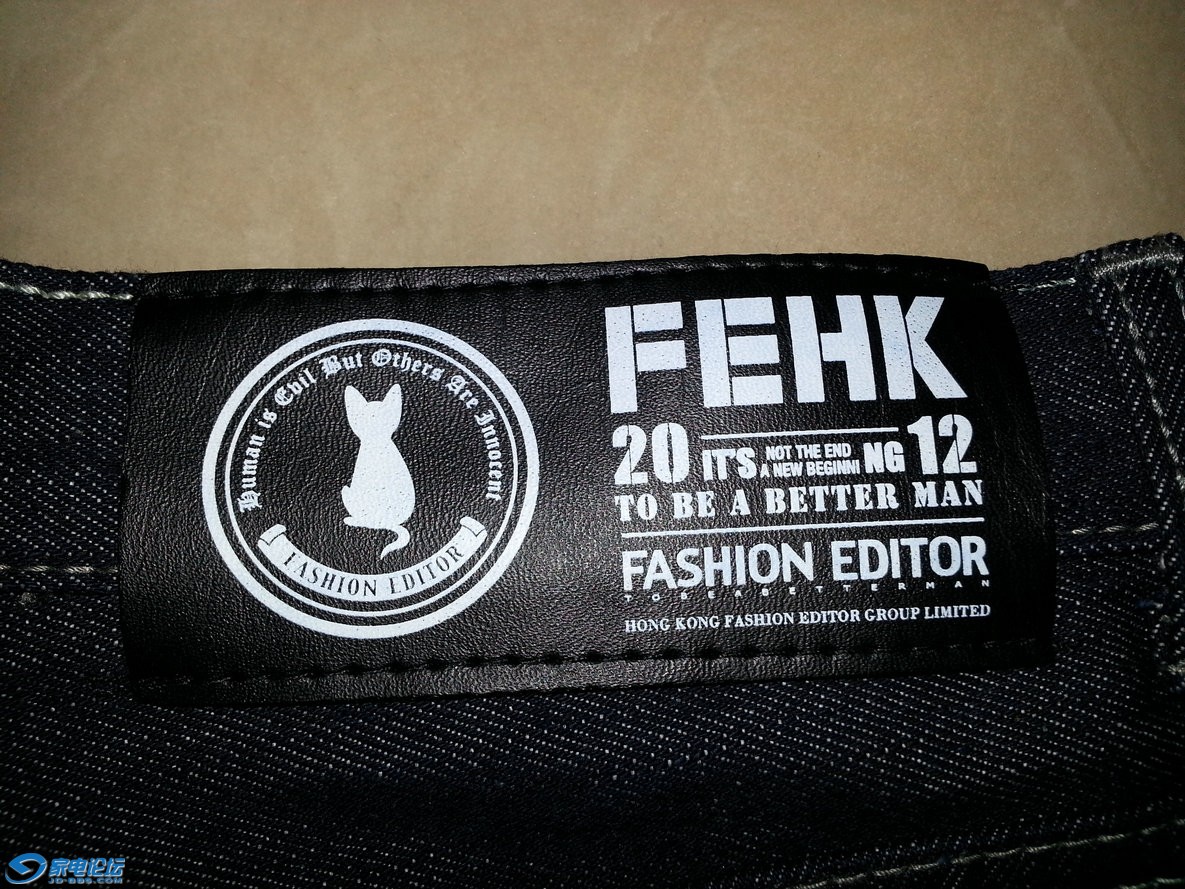 Human is Evil But Others Are Innocent
FASHION EDITOR
FEHK
20 IT'S NOT THE END
A NEW BEGINNI NG 12
TO BE A BETTER MAN
FASHION EDITOR
TOBEABETTERMAN
HONG KONG FASHION EDITOR GROUP LIMITED
家电论坛
JD-BBS.COM